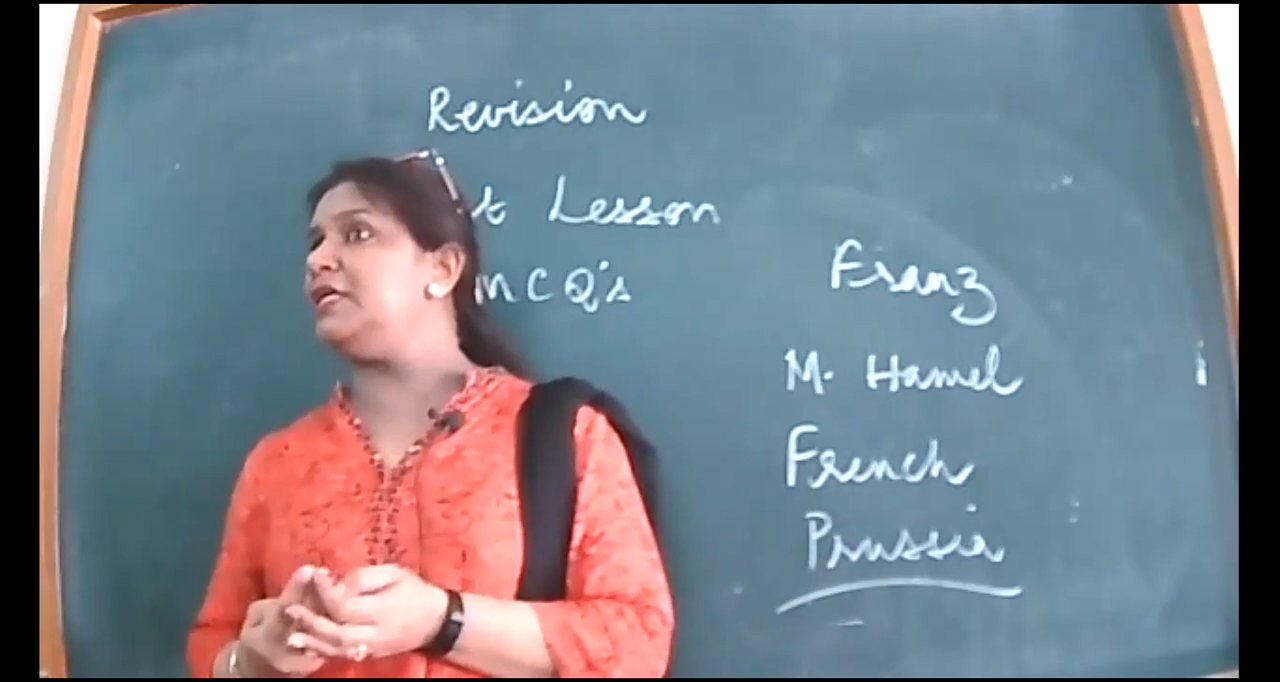 Revision
t Lesson
MCQ's
Franz
M. Hamel
French
Prussia